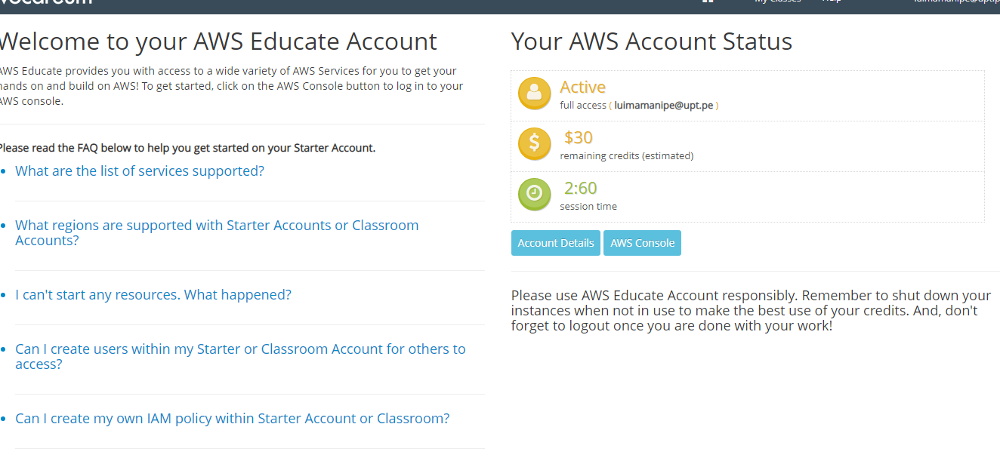 Welcome to your AWS Educate Account
AWS Educate provides you with access to a wide variety of AWS Services for you to get your
hands on and build on AWS! To get started, click on the AWS Console button to log in to your
AWS console.
Please read the FAQ below to help you get started on your Starter Account.
What are the list of services supported?
What regions are supported with Starter Accounts or Classroom
Accounts?
I can't start any resources. What happened?
Can I create users within my Starter or Classroom Account for others to
access?
Can I create my own IAM policy within Starter Account or Classroom?
Your AWS Account Status
Active
full access ( luimamanipe@upt.pe )
$30
remaining credits (estimated)
2:60
session time
Account Details
AWS Console
Please use AWS Educate Account responsibly. Remember to shut down your
instances when not in use to make the best use of your credits. And, don't
forget to logout once you are done with your work!